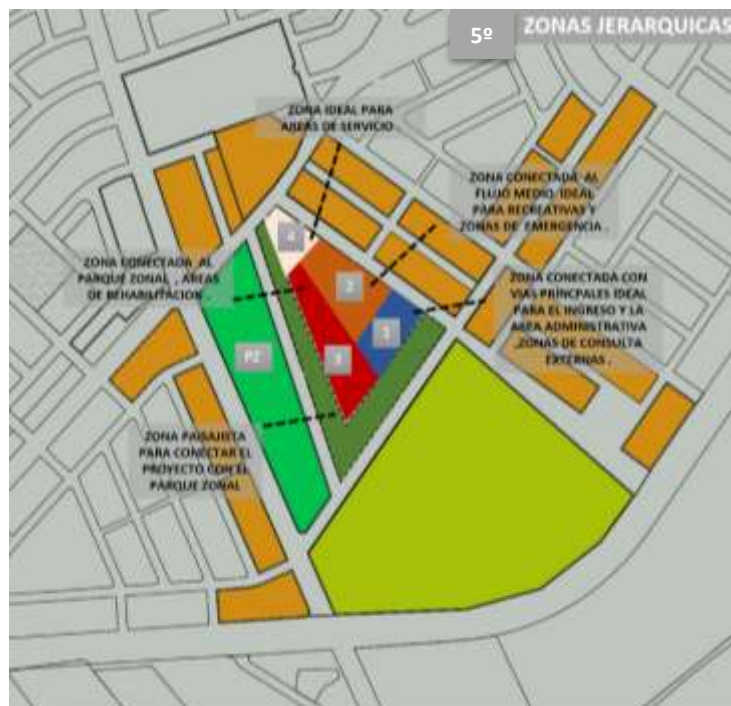 5º
ZONAS JERARQUICAS
ZONA IDEAL PARA
AREAS DE SERVICIO .
ZONA CONECTADA AL
FLUJO MEDIO IDEAL
PARA RECREATIVAS Y
ZONAS DE EMERGENCIA .
ZONA CONECTADA AL
PARQUE ZONAL , AREAS
DE REHABILITACION .
ZONA CONECTADA CON
VIAS PRINCPALES IDEAL
PARA EL INGRESO Y LA
AREA ADMINISTRATIVA
,ZONAS DE CONSULTA
EXTERNAS .
4
2
1
PZ
3
ZONA PAISAJISTA
PARA CONECTAR EL
PROYECTO CON EL
PARQUE ZONAL